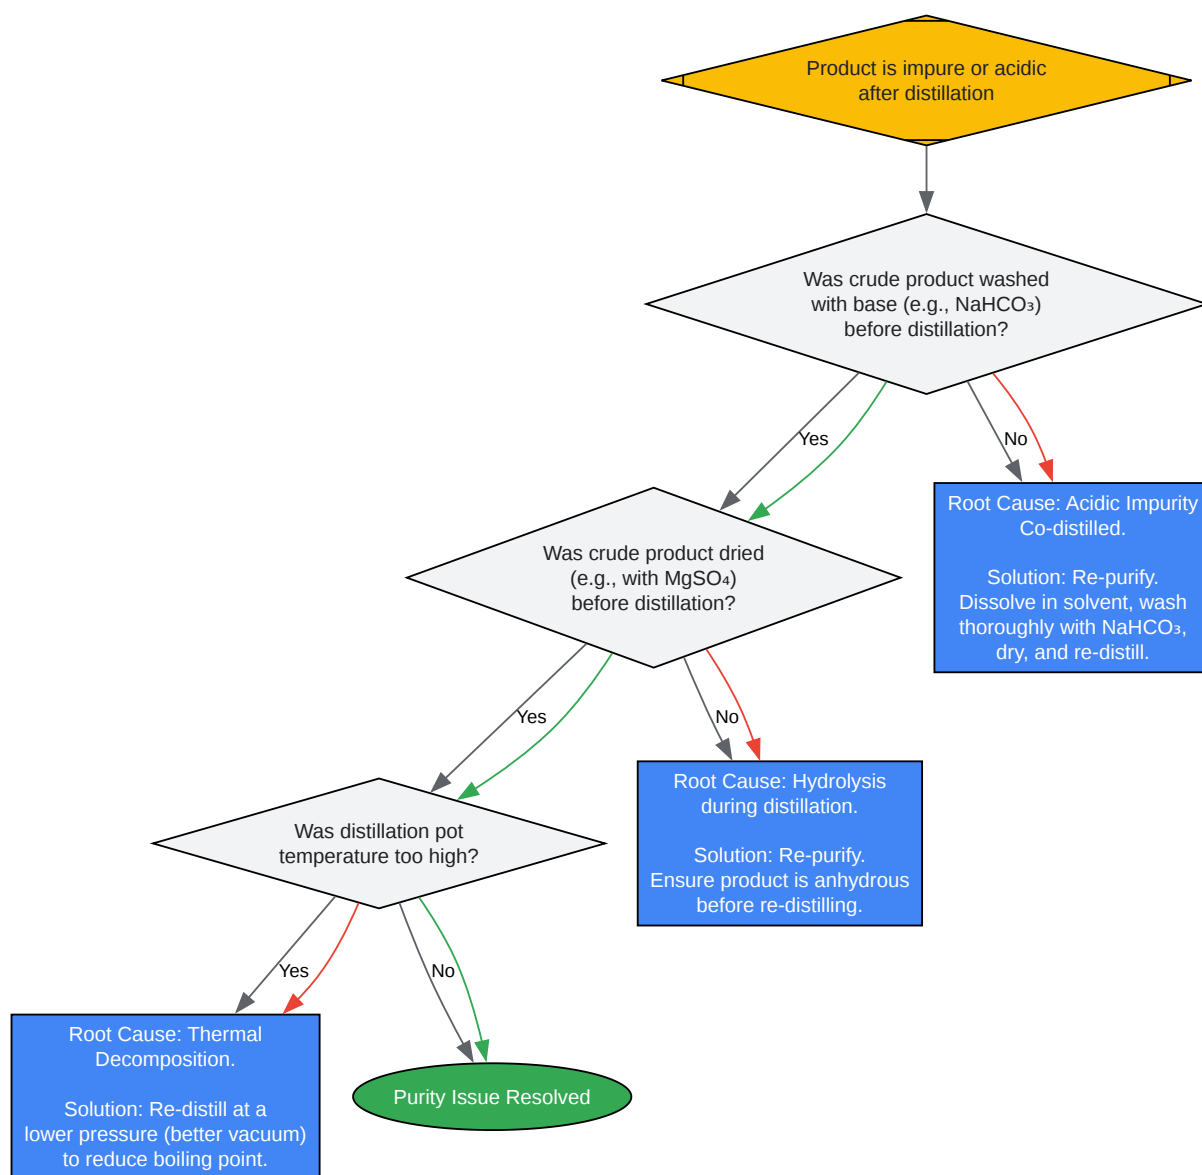 Product is impure or acidic
after distillation
Was crude product washed
with base (e.g., NaHCO₃)
before distillation?
Yes
No
Root Cause: Acidic Impurity
Co-distilled.
Solution: Re-purify.
Dissolve in solvent, wash
thoroughly with NaHCO₃,
dry, and re-distill.
Was crude product dried
(e.g., with MgSO₄)
before distillation?
Yes
No
Root Cause: Hydrolysis
during distillation.
Solution: Re-purify.
Ensure product is anhydrous
before re-distilling.
Was distillation pot
temperature too high?
Yes
No
Root Cause: Thermal
Decomposition.
Solution: Re-distill at a
lower pressure (better vacuum)
to reduce boiling point.
Purity Issue Resolved